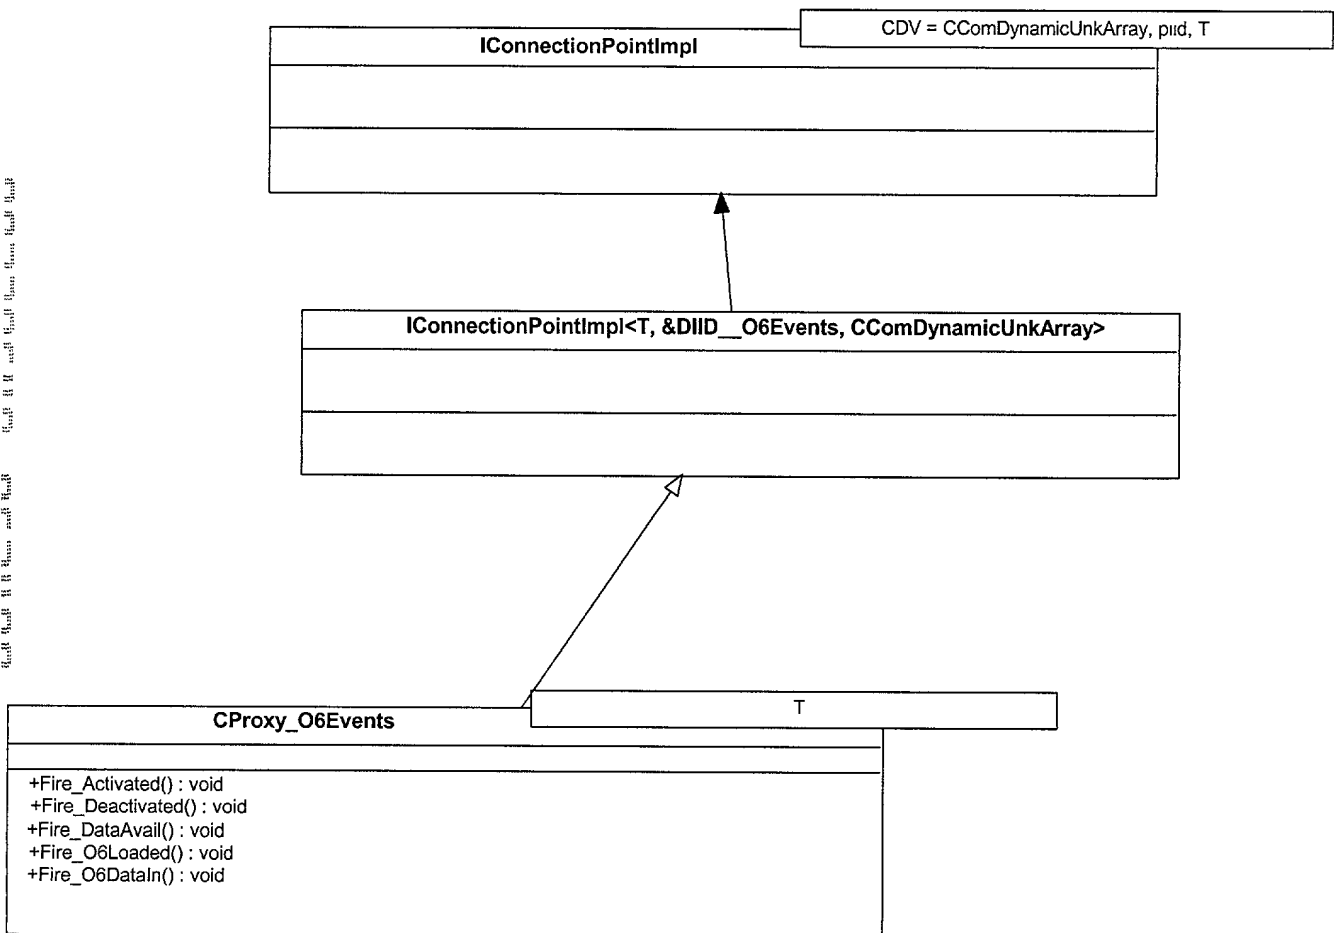 CDV = CComDynamicUnkArray, piid, T
IConnectionPointImpl
IConnectionPointImpl<T, &DIID__O6Events, CComDynamicUnkArray>
T
CProxy_O6Events
+Fire_Activated() : void
+Fire_Deactivated() : void
+Fire_DataAvail() : void
+Fire_O6Loaded() : void
+Fire_O6DataIn() : void